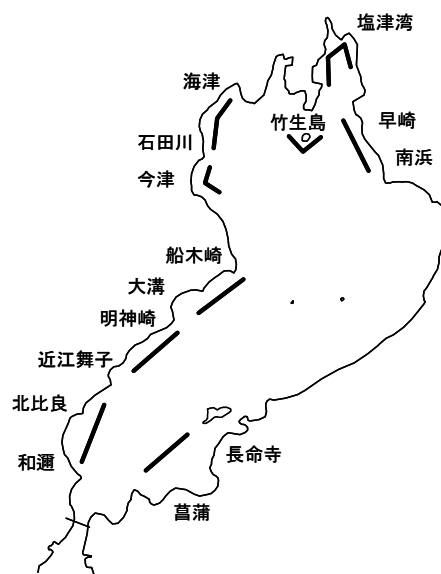 塩津湾
海津
竹生島
早崎
石田川
南浜
今津
船木崎
大溝
明神崎
近江舞子
北比良
長命寺
和邇
菖蒲